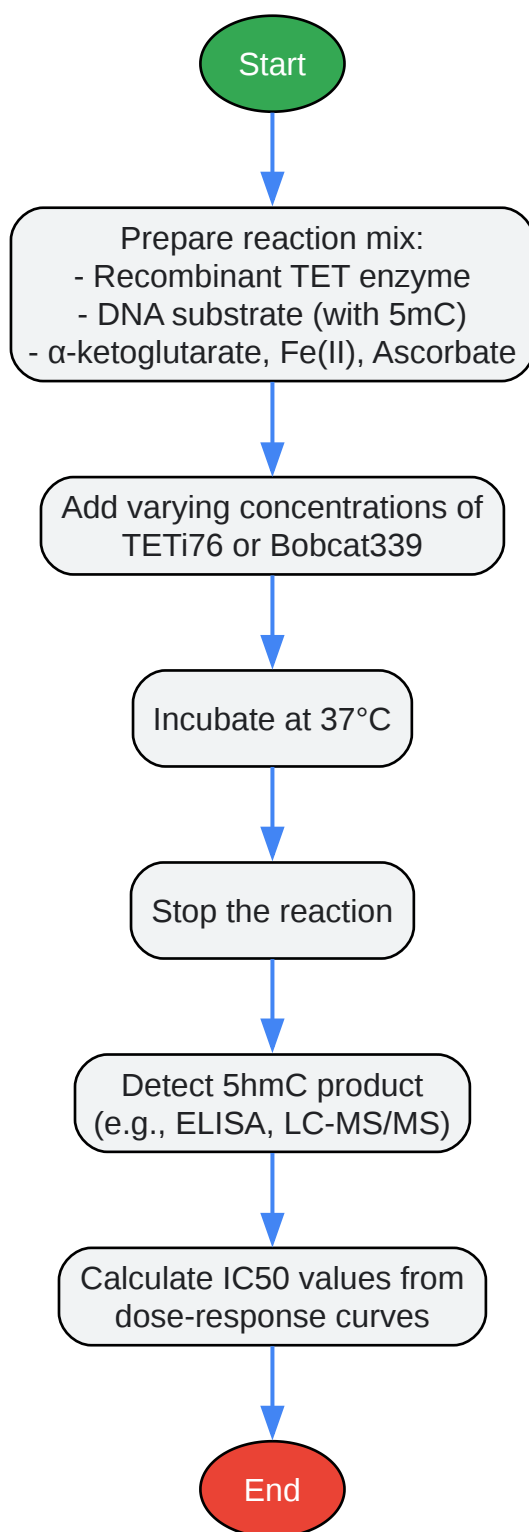 Start
Prepare reaction mix:
- Recombinant TET enzyme
- DNA substrate (with 5mC)
- α-ketoglutarate, Fe(II), Ascorbate
Add varying concentrations of
TETi76 or Bobcat339
Incubate at 37°C
Stop the reaction
Detect 5hmC product
(e.g., ELISA, LC-MS/MS)
Calculate IC50 values from
dose-response curves
End